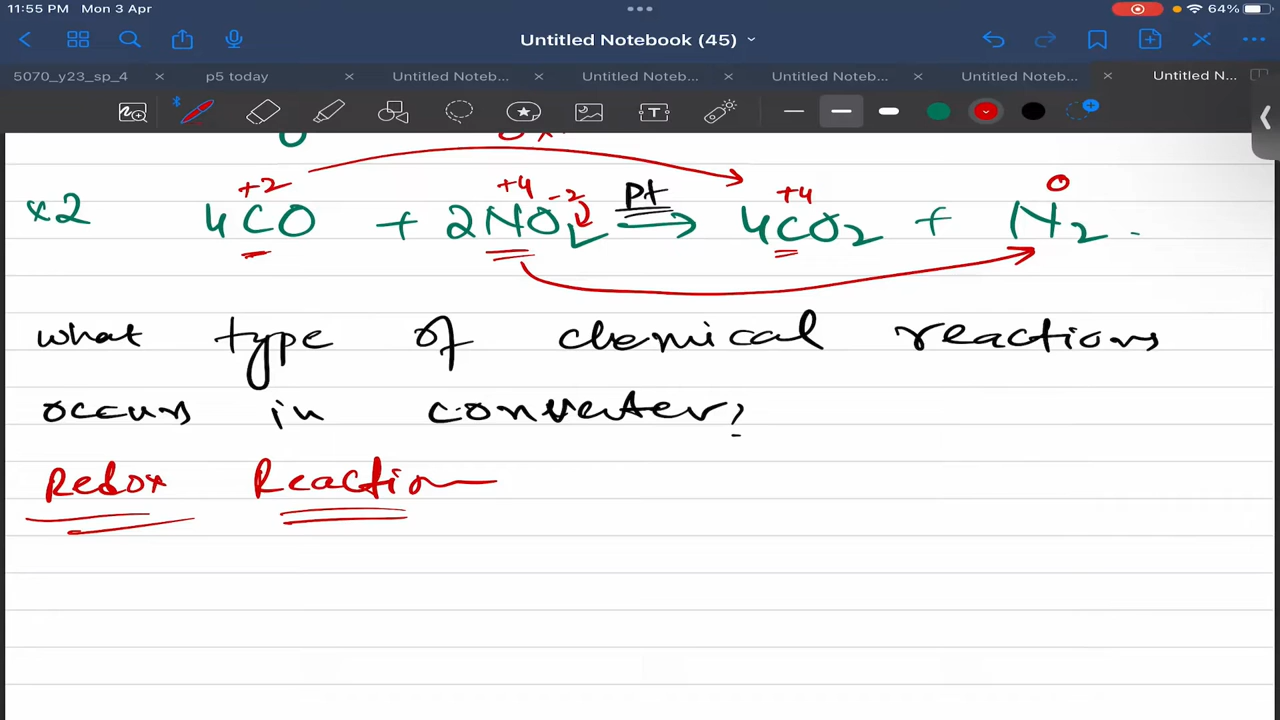 11:55 PM Mon 3 Apr
64%
Untitled Notebook (45)
5070_y23_sp_4 p5 today Untitled Noteb... Untitled Noteb... Untitled Noteb... Untitled Noteb... Untitled N...
+2 +4 -2 Pt +4 0
x2 4CO + 2NO2 → 4CO2 + N2.
what type of chemical reactions
occurs in converter?
Redox Reaction